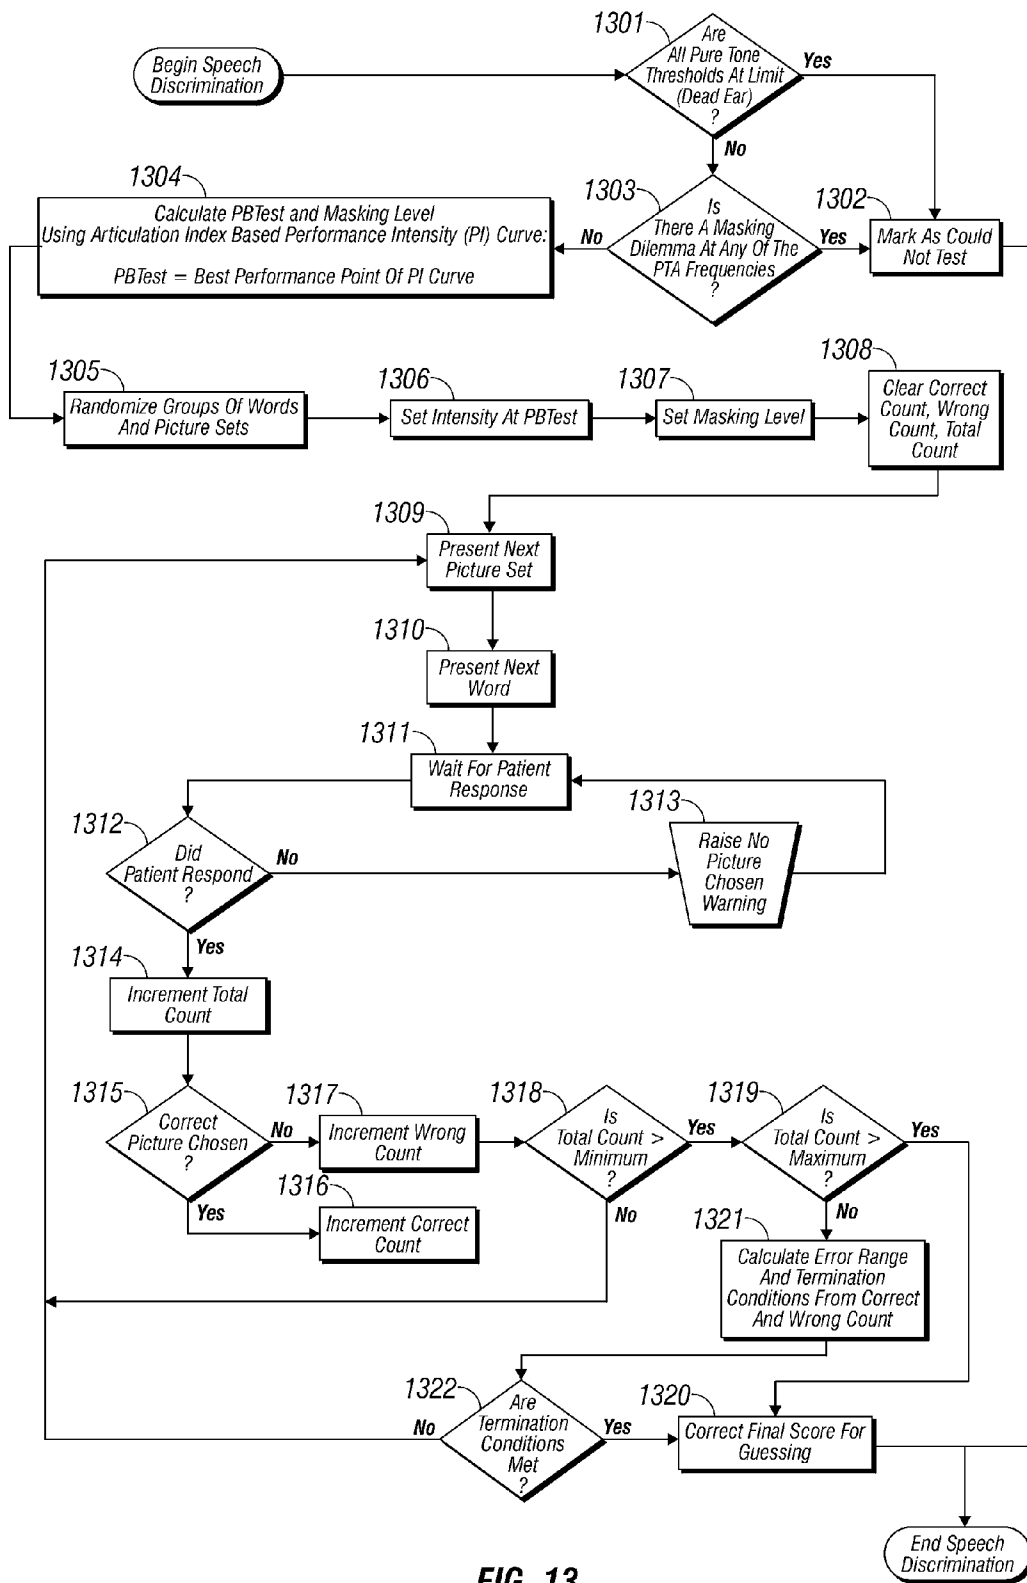 1301
Are
All Pure Tone
Thresholds At Limit
(Dead Ear)
?
Yes
No
Begin Speech
Discrimination
1304
Calculate PBTest and Masking Level
Using Articulation Index Based Performance Intensity (PI) Curve:
PBTest = Best Performance Point Of PI Curve
1303
Is
There A Masking
Dilemma At Any Of The
PTA Frequencies
?
No
Yes
1302
Mark As Could
Not Test
1305
Randomize Groups Of Words
And Picture Sets
1306
Set Intensity At PBTest
1307
Set Masking Level
1308
Clear Correct
Count, Wrong
Count, Total
Count
1309
Present Next
Picture Set
1310
Present Next
Word
1311
Wait For Patient
Response
1312
Did
Patient Respond
?
No
Yes
1313
Raise No
Picture
Chosen
Warning
1314
Increment Total
Count
1315
Correct
Picture Chosen
?
No
Yes
1317
Increment Wrong
Count
1316
Increment Correct
Count
1318
Is
Total Count >
Minimum
?
Yes
No
1319
Is
Total Count >
Maximum
?
Yes
No
1321
Calculate Error Range
And Termination
Conditions From Correct
And Wrong Count
1322
Are
Termination
Conditions
Met
?
No
Yes
1320
Correct Final Score For
Guessing
End Speech
Discrimination
FIG. 13